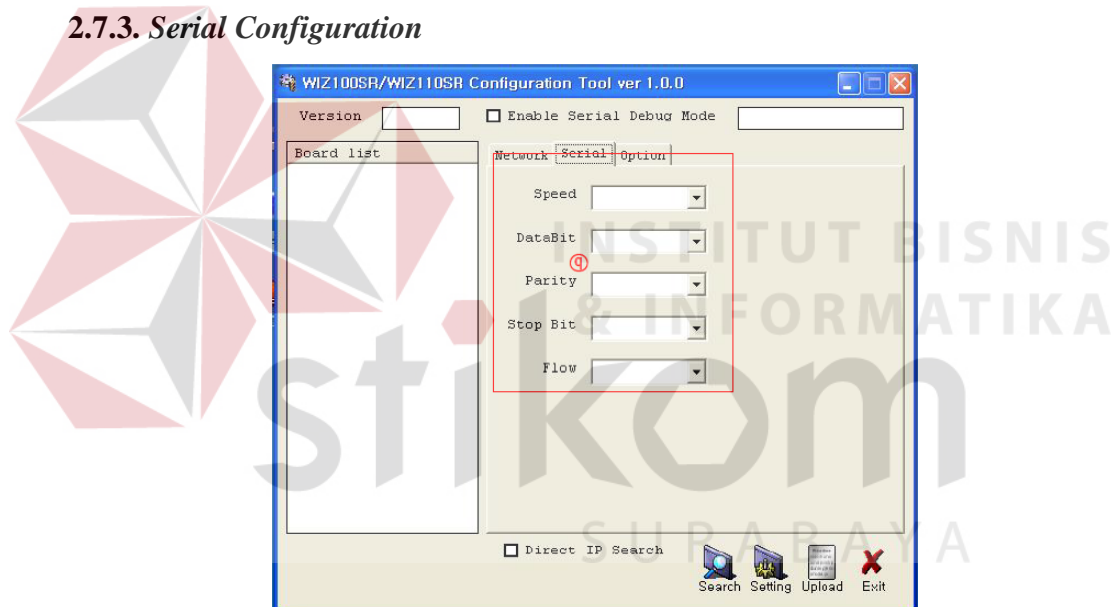 2.7.3. Serial Configuration
WIZ100SR/WIZ110SR Configuration Tool ver 1.0.0
Version
Enable Serial Debug Mode
Board list
Network Serial Option
Speed
DataBit
Parity
Stop Bit
Flow
Direct IP Search
Search Setting Upload Exit
INSTITUT BISNIS
& INFORMATIKA
stikom
SURABAYA